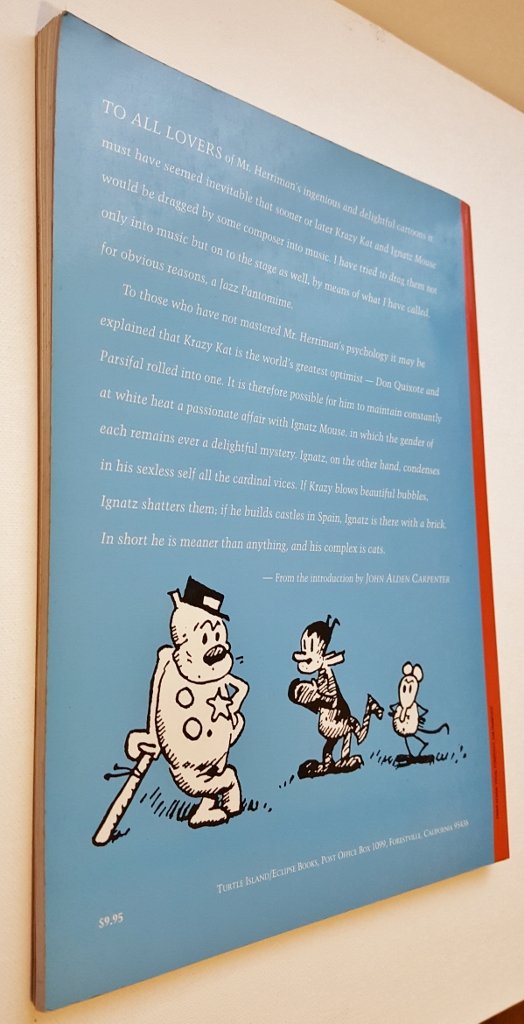 TO ALL LOVERS of Mr. Herriman's ingenious and delightful cartoons it
must have seemed inevitable that sooner or later Krazy Kat and Ignatz Mouse
would be dragged by some composer into music. I have tried to drag them not
only into music but on to the stage as well, by means of what I have called,
for obvious reasons, a Jazz Pantomime.
To those who have not mastered Mr. Herriman's psychology it may be
explained that Krazy Kat is the world's greatest optimist — Don Quixote and
Parsifal rolled into one. It is therefore possible for him to maintain constantly
at white heat a passionate affair with Ignatz Mouse, in which the gender of
each remains ever a delightful mystery. Ignatz, on the other hand, condenses
in his sexless self all the cardinal vices. If Krazy blows beautiful bubbles,
Ignatz shatters them; if he builds castles in Spain, Ignatz is there with a brick.
In short he is meaner than anything, and his complex is cats.
— From the introduction by JOHN ALDEN CARPENTER
TURTLE ISLAND/ECLIPSE BOOKS, POST OFFICE BOX 1099, FORESTVILLE, CALIFORNIA 95436
$9.95